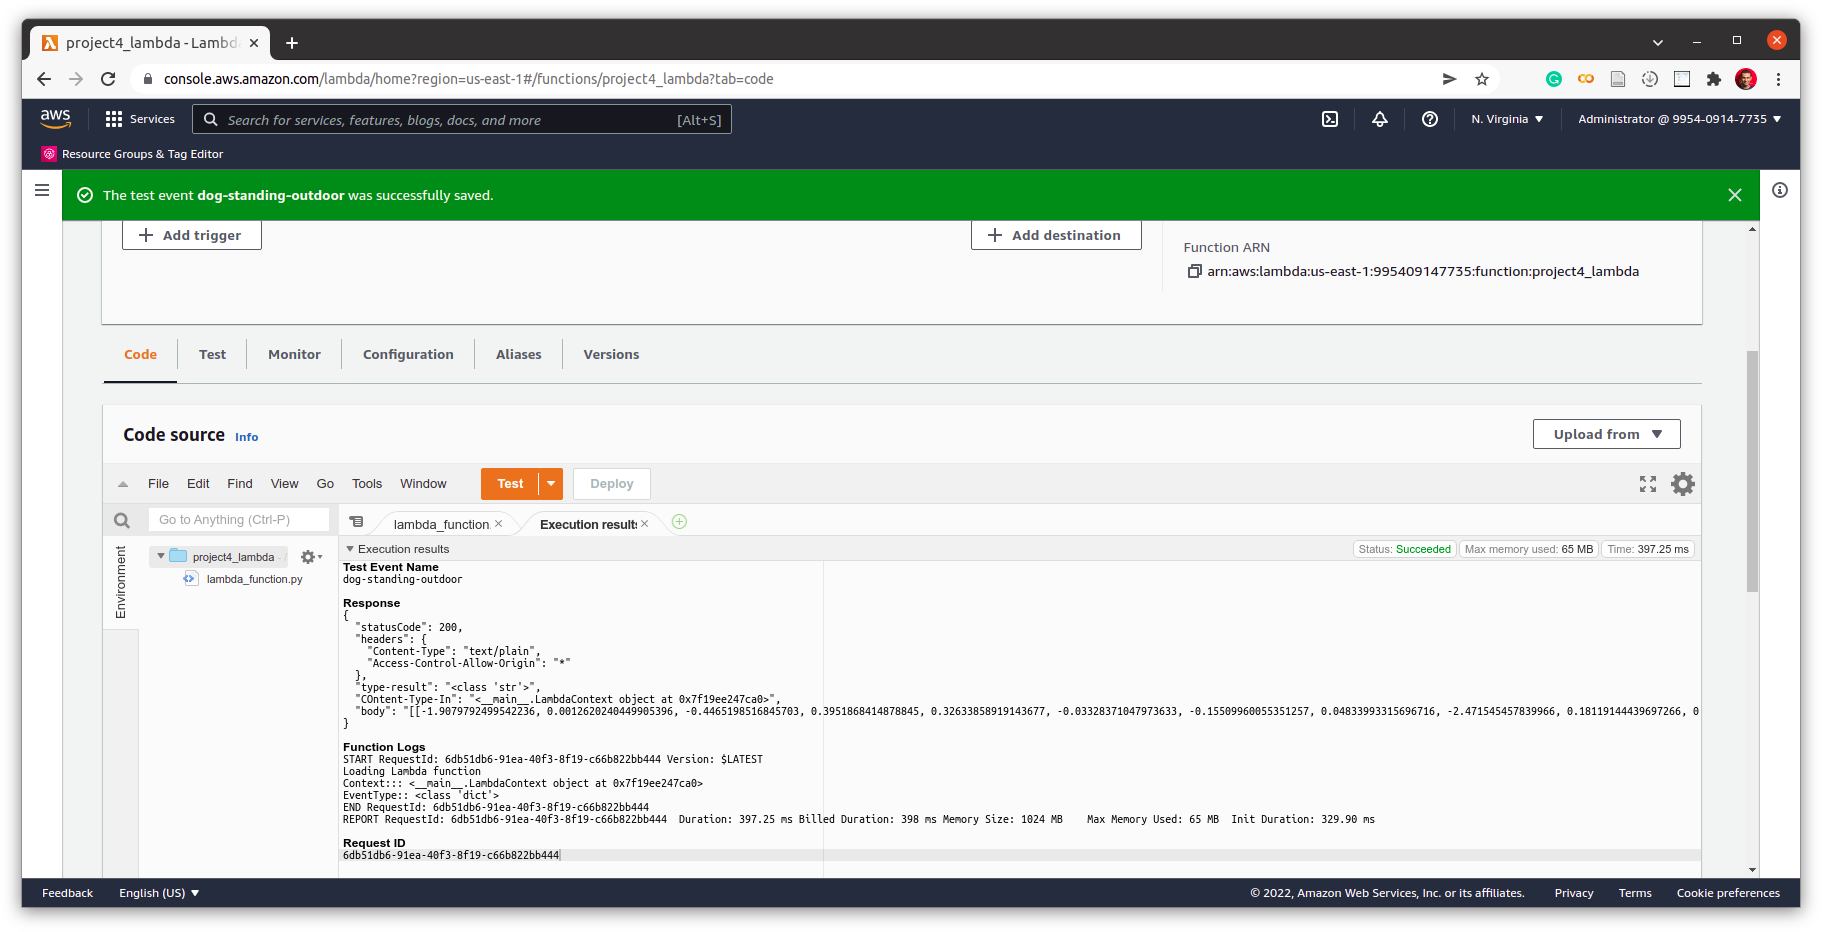 project4_lambda - Lambd
console.aws.amazon.com/lambda/home?region=us-east-1#/functions/project4_lambda?tab=code
aws
Services
Search for services, features, blogs, docs, and more
[Alt+S]
N. Virginia
Administrator @ 9954-0914-7735
Resource Groups & Tag Editor
The test event dog-standing-outdoor was successfully saved.
Add trigger
Add destination
Function ARN
arn:aws:lambda:us-east-1:995409147735:function:project4_lambda
Code
Test
Monitor
Configuration
Aliases
Versions
Code source Info
Upload from
File Edit Find View Go Tools Window
Test
Deploy
Go to Anything (Ctrl-P)
lambda_function
Execution results
Environment
project4_lambda - /
lambda_function.py
Execution results
Status: Succeeded
Max memory used: 65 MB
Time: 397.25 ms
Test Event Name
dog-standing-outdoor
Response
{
"statusCode": 200,
"headers": {
"Content-Type": "text/plain",
"Access-Control-Allow-Origin": "*"
},
"type-result": "<class 'str'>",
"COntent-Type-In": "<__main__.LambdaContext object at 0x7f19ee247ca0>",
"body": "[[-1.9079792499542236, 0.0012620240449905396, -0.4465198516845703, 0.3951868414878845, 0.32633858919143677, -0.03328371047973633, -0.15509960055351257, 0.04833993315696716, -2.471545457839966, 0.18119144439697266, 0
}
Function Logs
START RequestId: 6db51db6-91ea-40f3-8f19-c66b822bb444 Version: $LATEST
Loading Lambda function
Context::: <__main__.LambdaContext object at 0x7f19ee247ca0>
EventType:: <class 'dict'>
END RequestId: 6db51db6-91ea-40f3-8f19-c66b822bb444
REPORT RequestId: 6db51db6-91ea-40f3-8f19-c66b822bb444 Duration: 397.25 ms Billed Duration: 398 ms Memory Size: 1024 MB Max Memory Used: 65 MB Init Duration: 329.90 ms
Request ID
6db51db6-91ea-40f3-8f19-c66b822bb444
Feedback
English (US)
© 2022, Amazon Web Services, Inc. or its affiliates.
Privacy
Terms
Cookie preferences